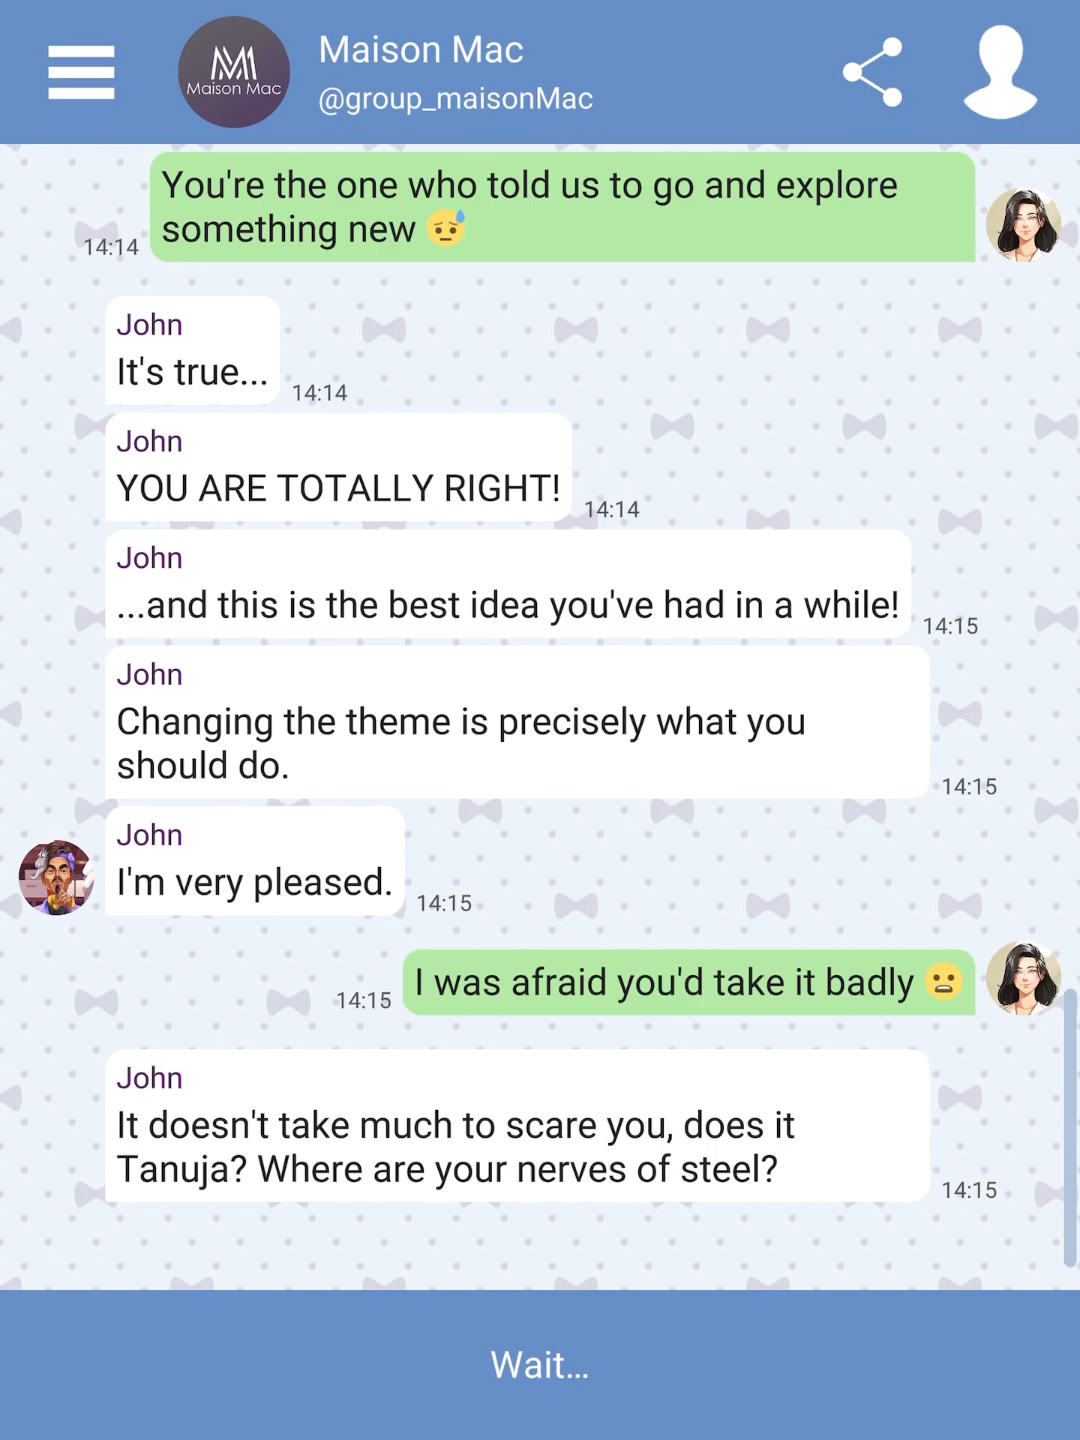 Maison Mac
Maison Mac
@group_maisonMac
You're the one who told us to go and explore
something new 😓
14:14
John
It's true...
14:14
John
YOU ARE TOTALLY RIGHT!
14:14
John
...and this is the best idea you've had in a while!
14:15
John
Changing the theme is precisely what you
should do.
14:15
John
I'm very pleased.
14:15
I was afraid you'd take it badly 😦
14:15
John
It doesn't take much to scare you, does it
Tanuja? Where are your nerves of steel?
14:15
Wait...